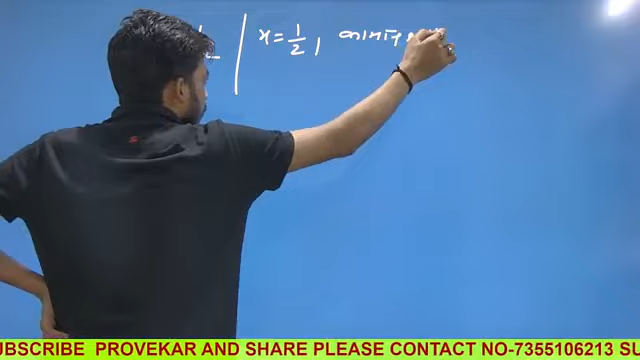 x = 1/2, का मान
UBSCRIBE PROVEKAR AND SHARE PLEASE CONTACT NO-7355106213 SU